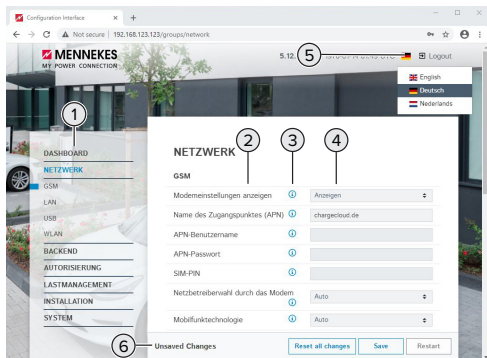 Configuration Interface
Not secure | 192.168.123.123/groups/network
MENNEKES
MY POWER CONNECTION
5.12.
5
Logout
English
Deutsch
Nederlands
1
2
3
4
DASHBOARD
NETZWERK
GSM
LAN
USB
WLAN
BACKEND
AUTORISIERUNG
LASTMANAGEMENT
INSTALLATION
SYSTEM
NETZWERK
GSM
Modemeinstellungen anzeigen Anzeigen
Name des Zugangspunktes (APN) chargecloud.de
APN-Benutzername
APN-Passwort
SIM-PIN
Netzbetreiberwahl durch das Modem Auto
Mobilfunktechnologie Auto
6
Unsaved Changes Reset all changes Save Restart